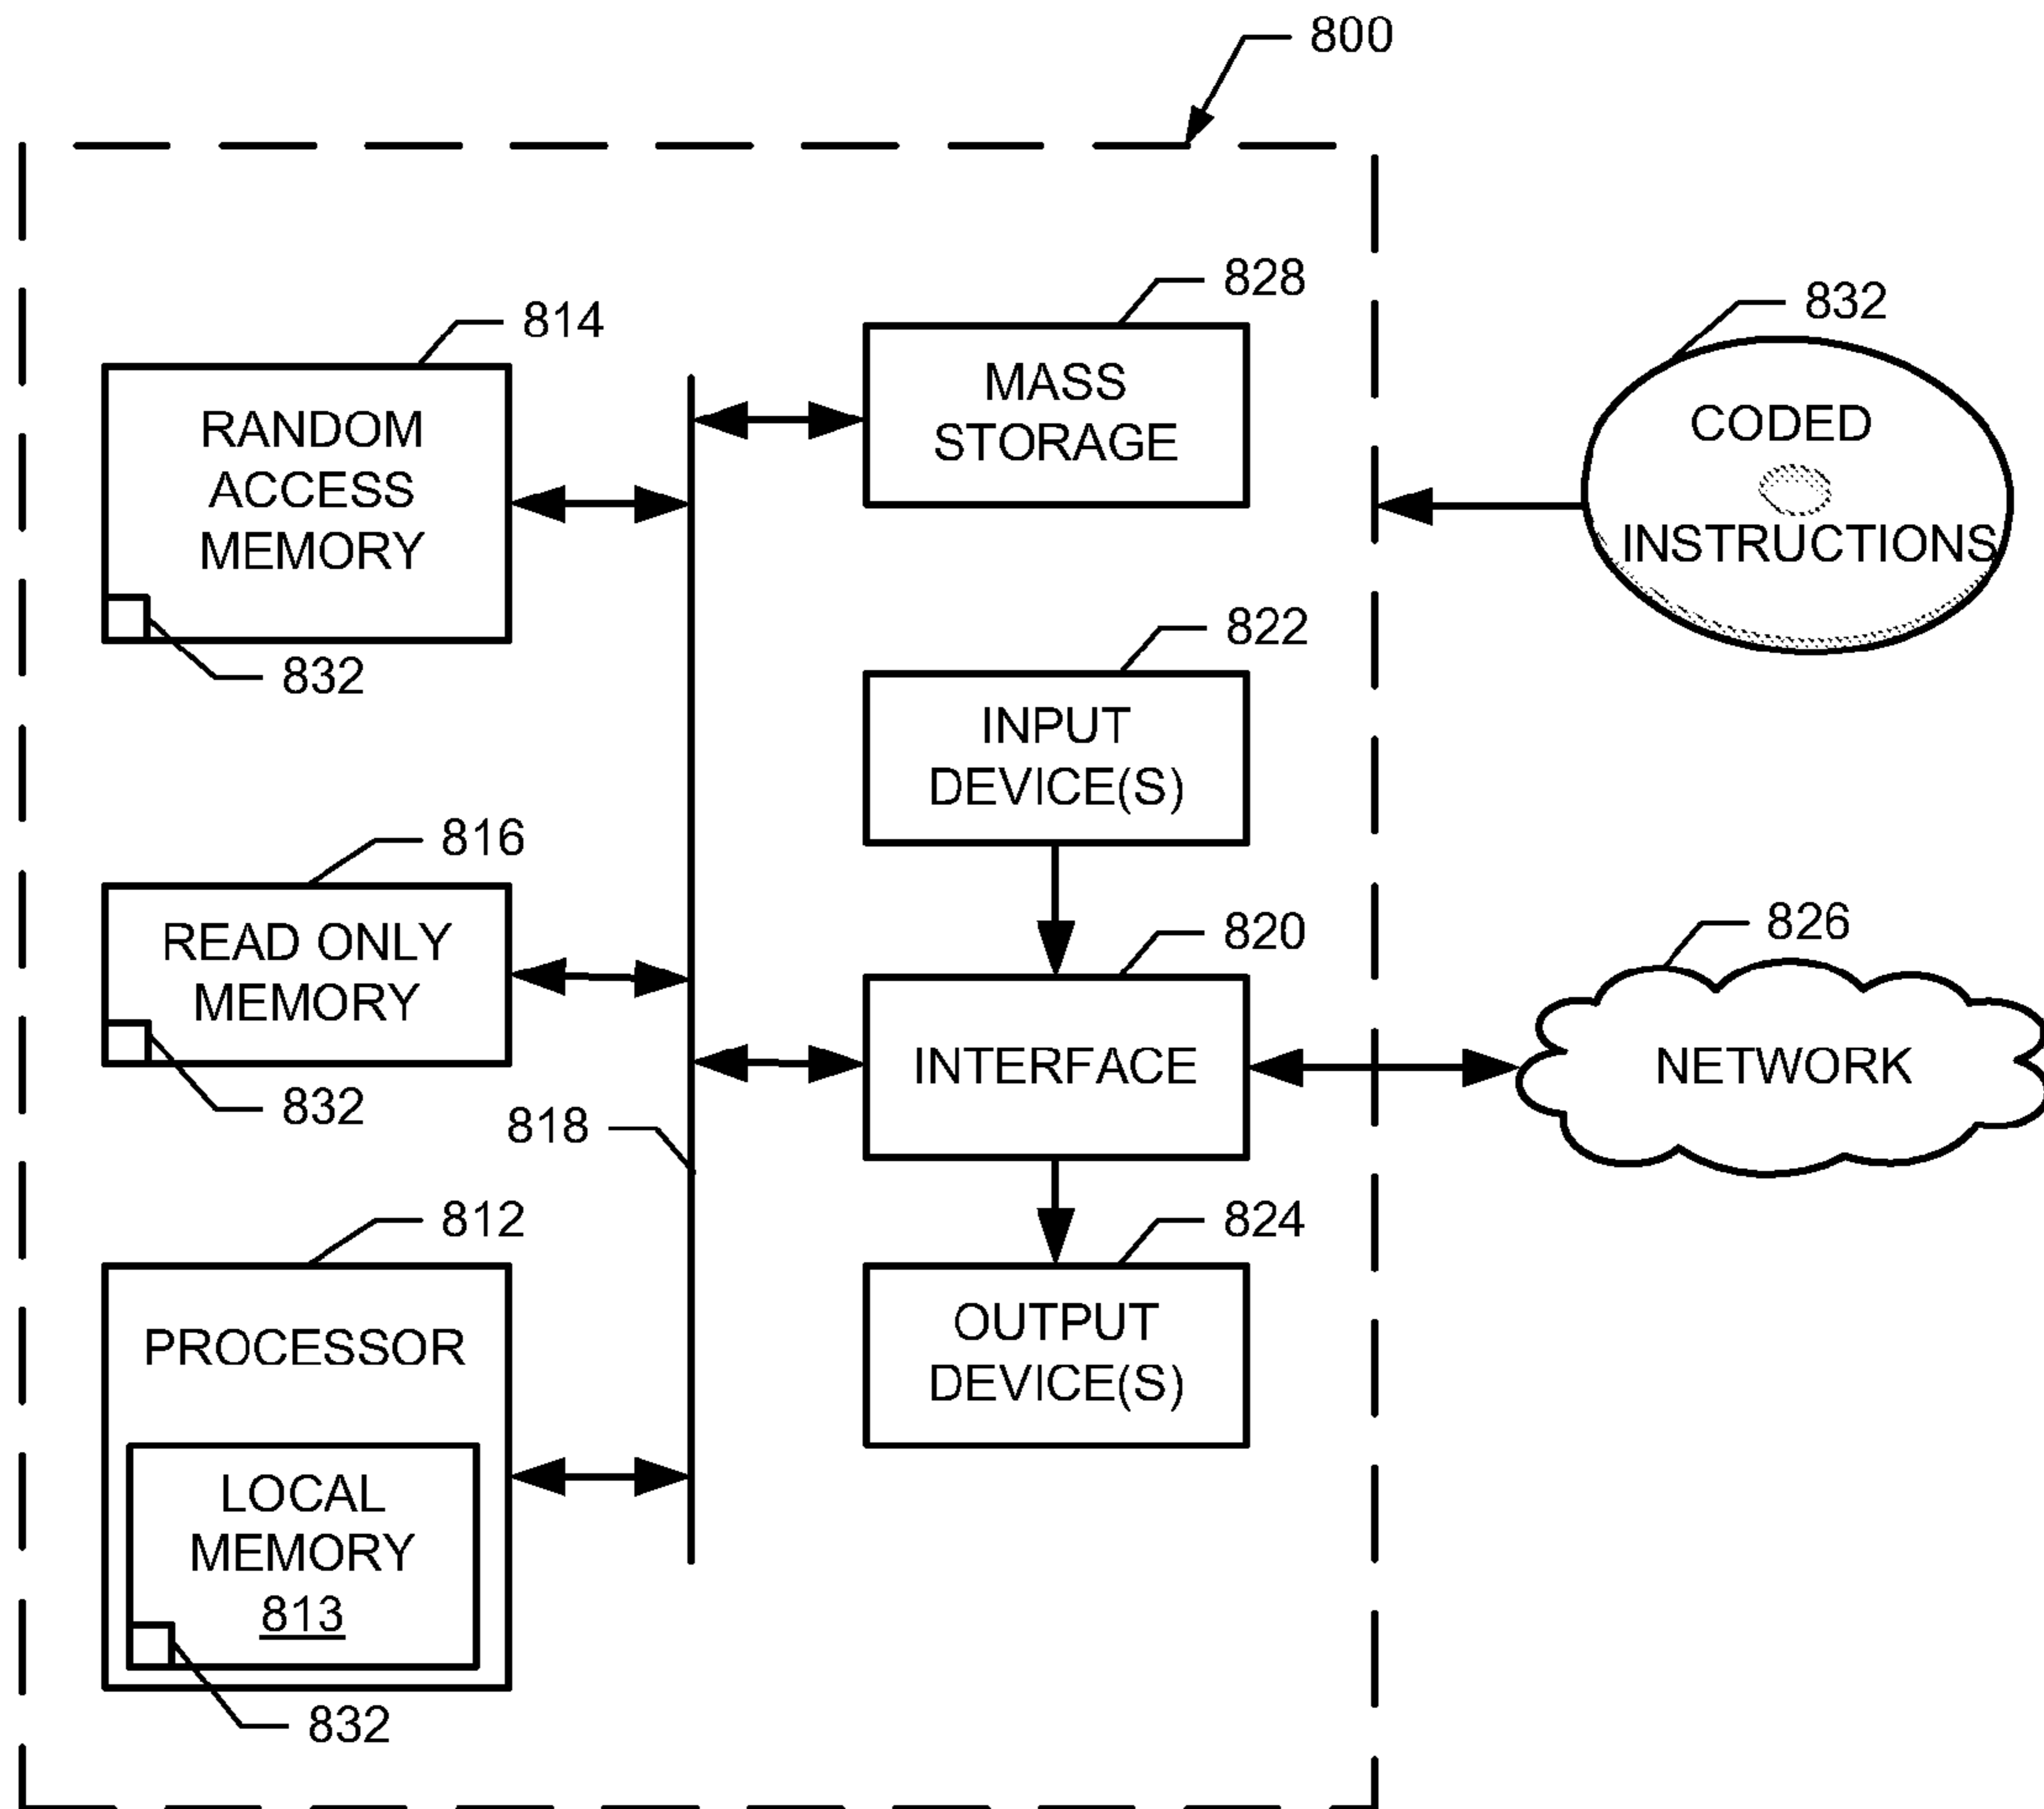 800
828
MASS
STORAGE
814
RANDOM
ACCESS
MEMORY
832
832
CODED
INSTRUCTIONS
822
INPUT
DEVICE(S)
816
READ ONLY
MEMORY
832
820
INTERFACE
826
NETWORK
818
812
PROCESSOR
LOCAL
MEMORY
813
832
824
OUTPUT
DEVICE(S)